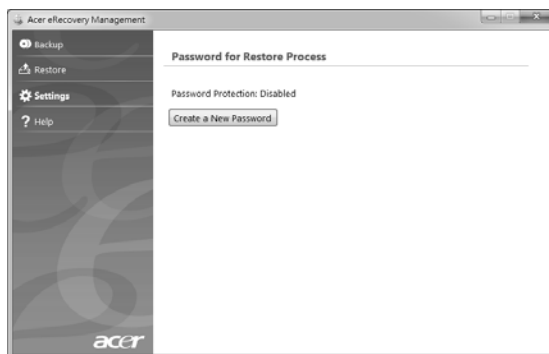 Acer eRecovery Management
Backup
Restore
Settings
Help
Password for Restore Process
Password Protection: Disabled
Create a New Password
acer